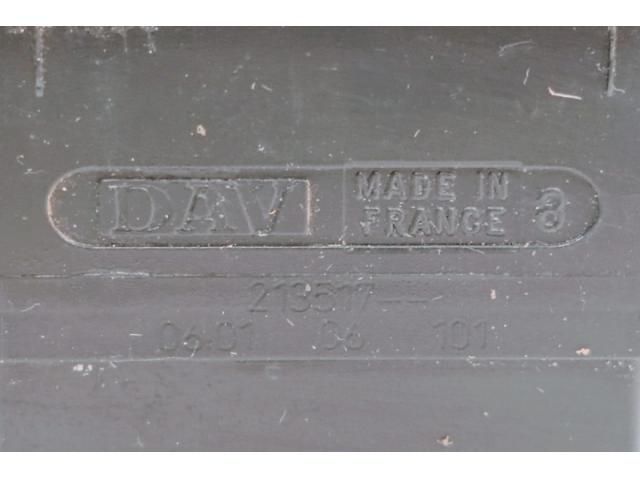 DAV MADE IN FRANCE 8
213517--
06.01 06 101